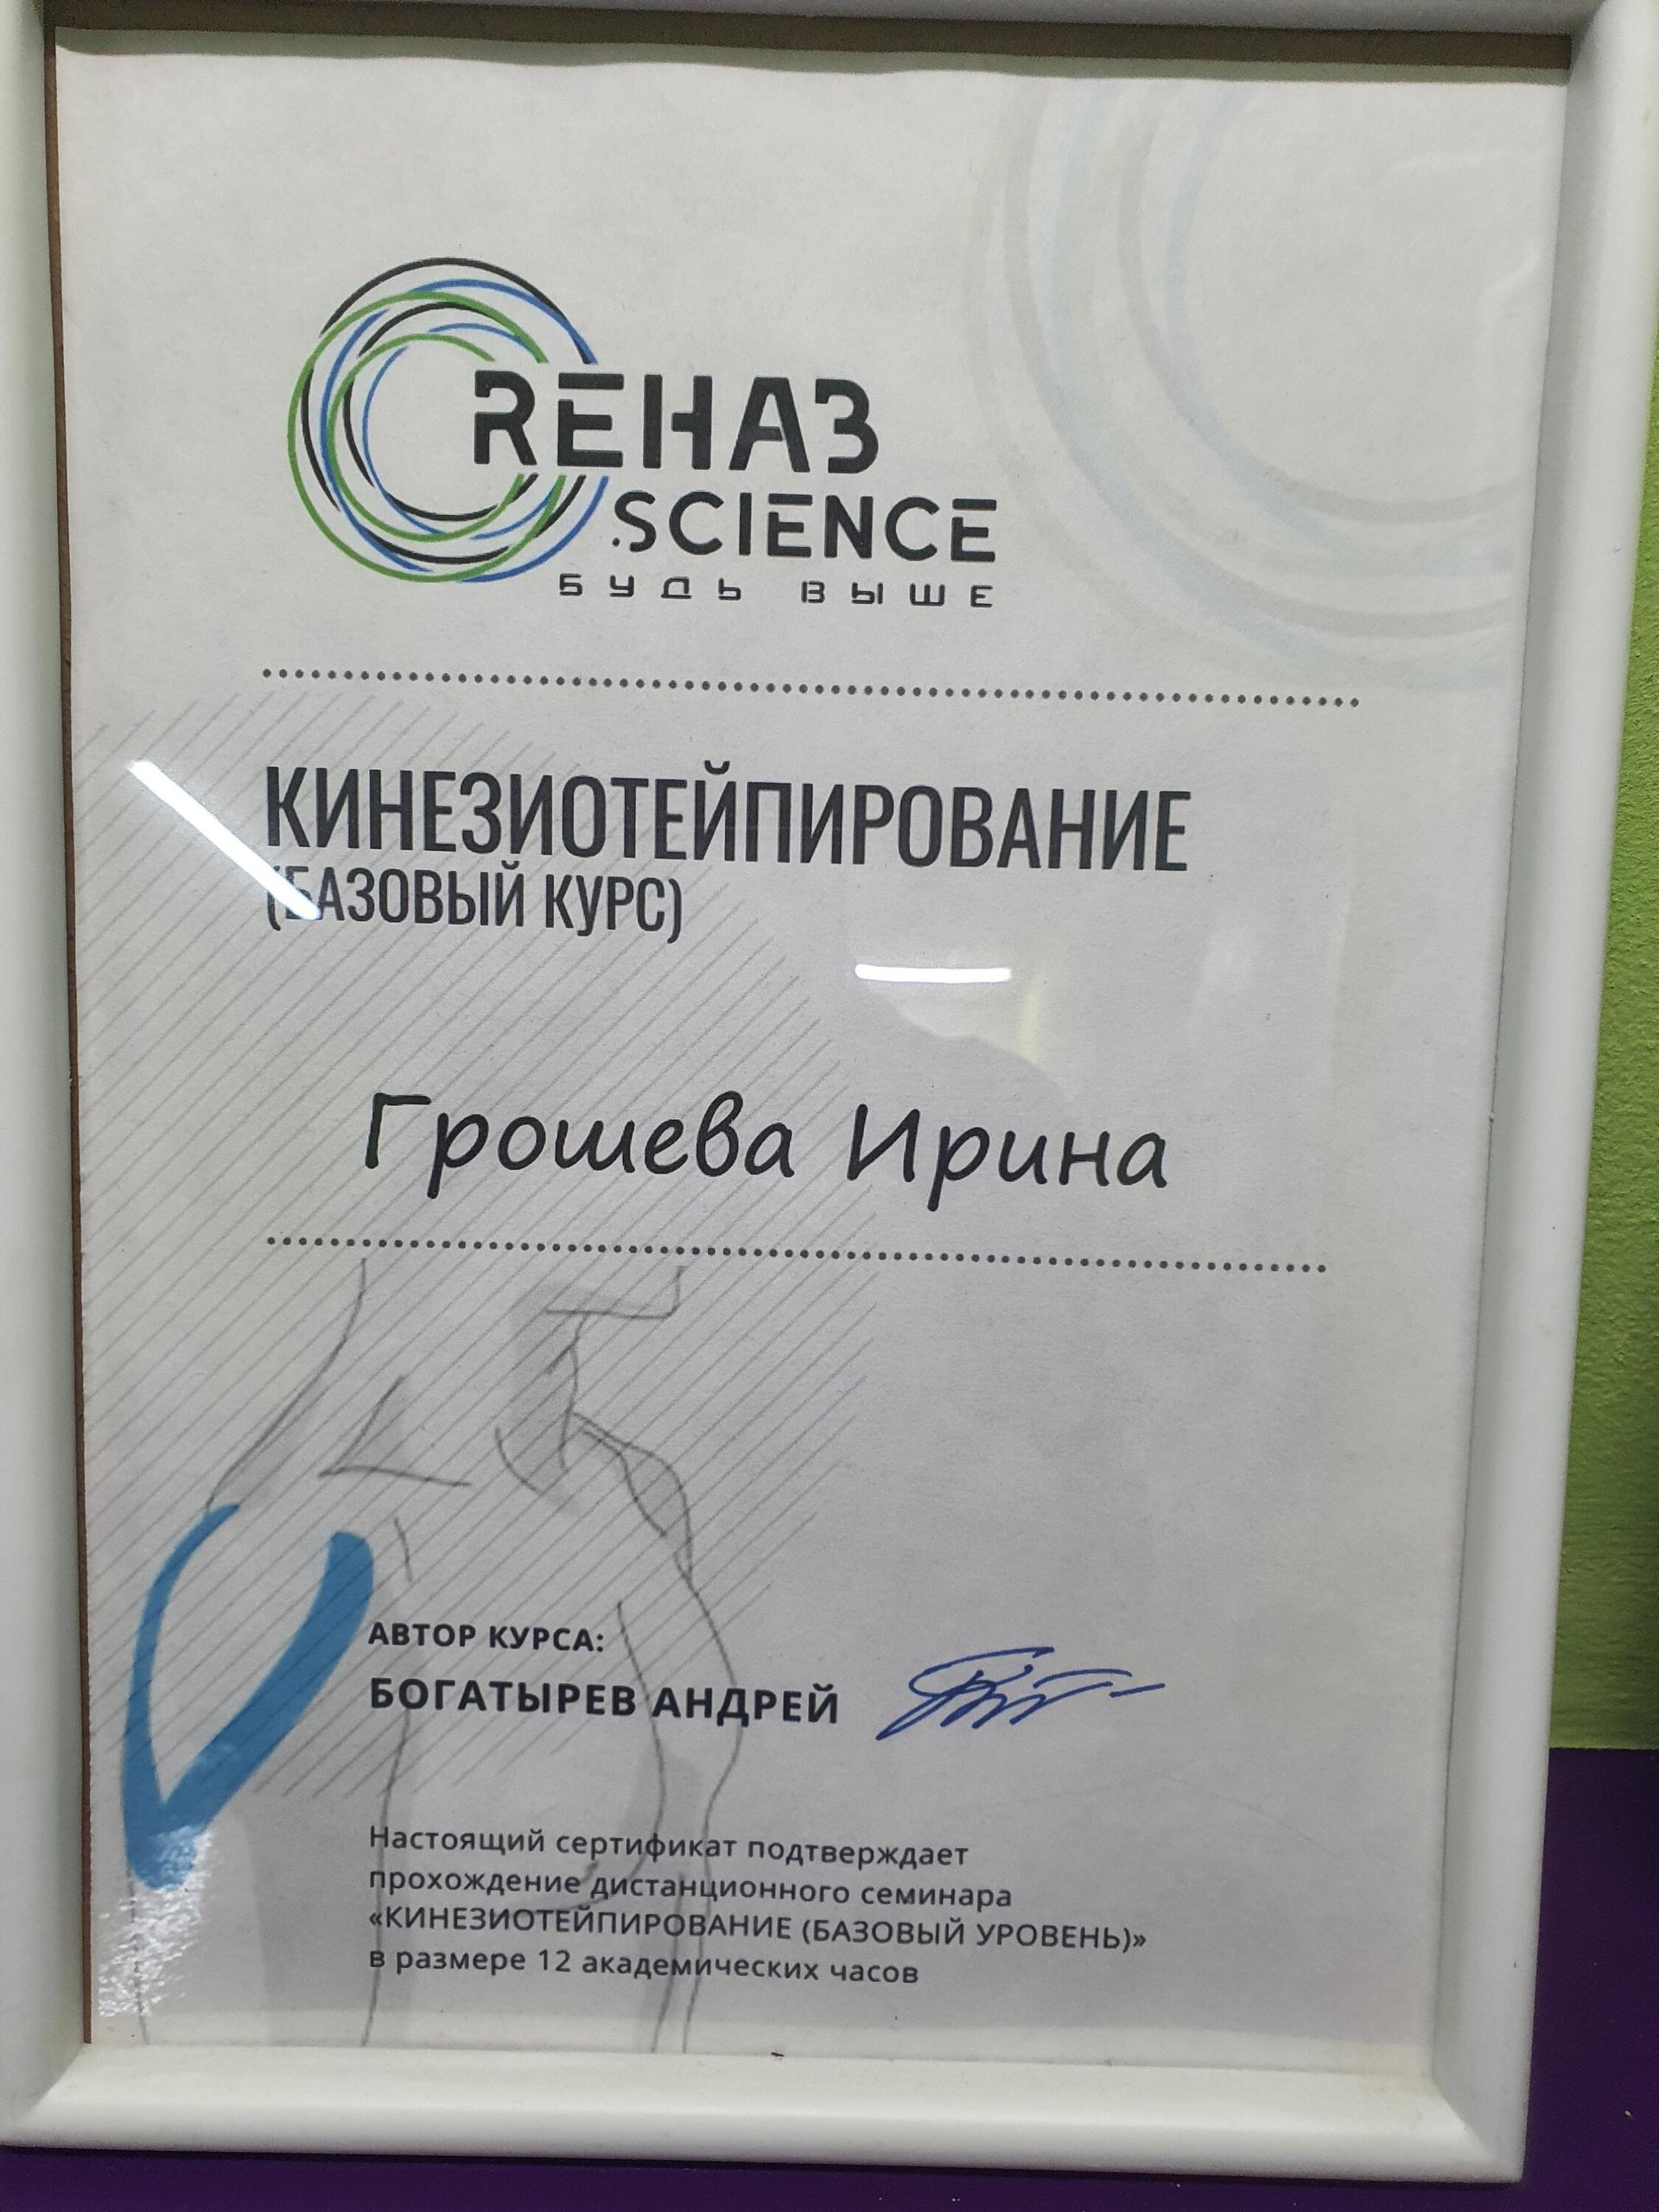 REHAB
.SCIENCE
БУДЬ ВЫШЕ
КИНЕЗИОТЕЙПИРОВАНИЕ
(БАЗОВЫЙ КУРС)
Грошева Ирина
АВТОР КУРСА:
БОГАТЫРЕВ АНДРЕЙ
Настоящий сертификат подтверждает
прохождение дистанционного семинара
«КИНЕЗИОТЕЙПИРОВАНИЕ (БАЗОВЫЙ УРОВЕНЬ)»
в размере 12 академических часов